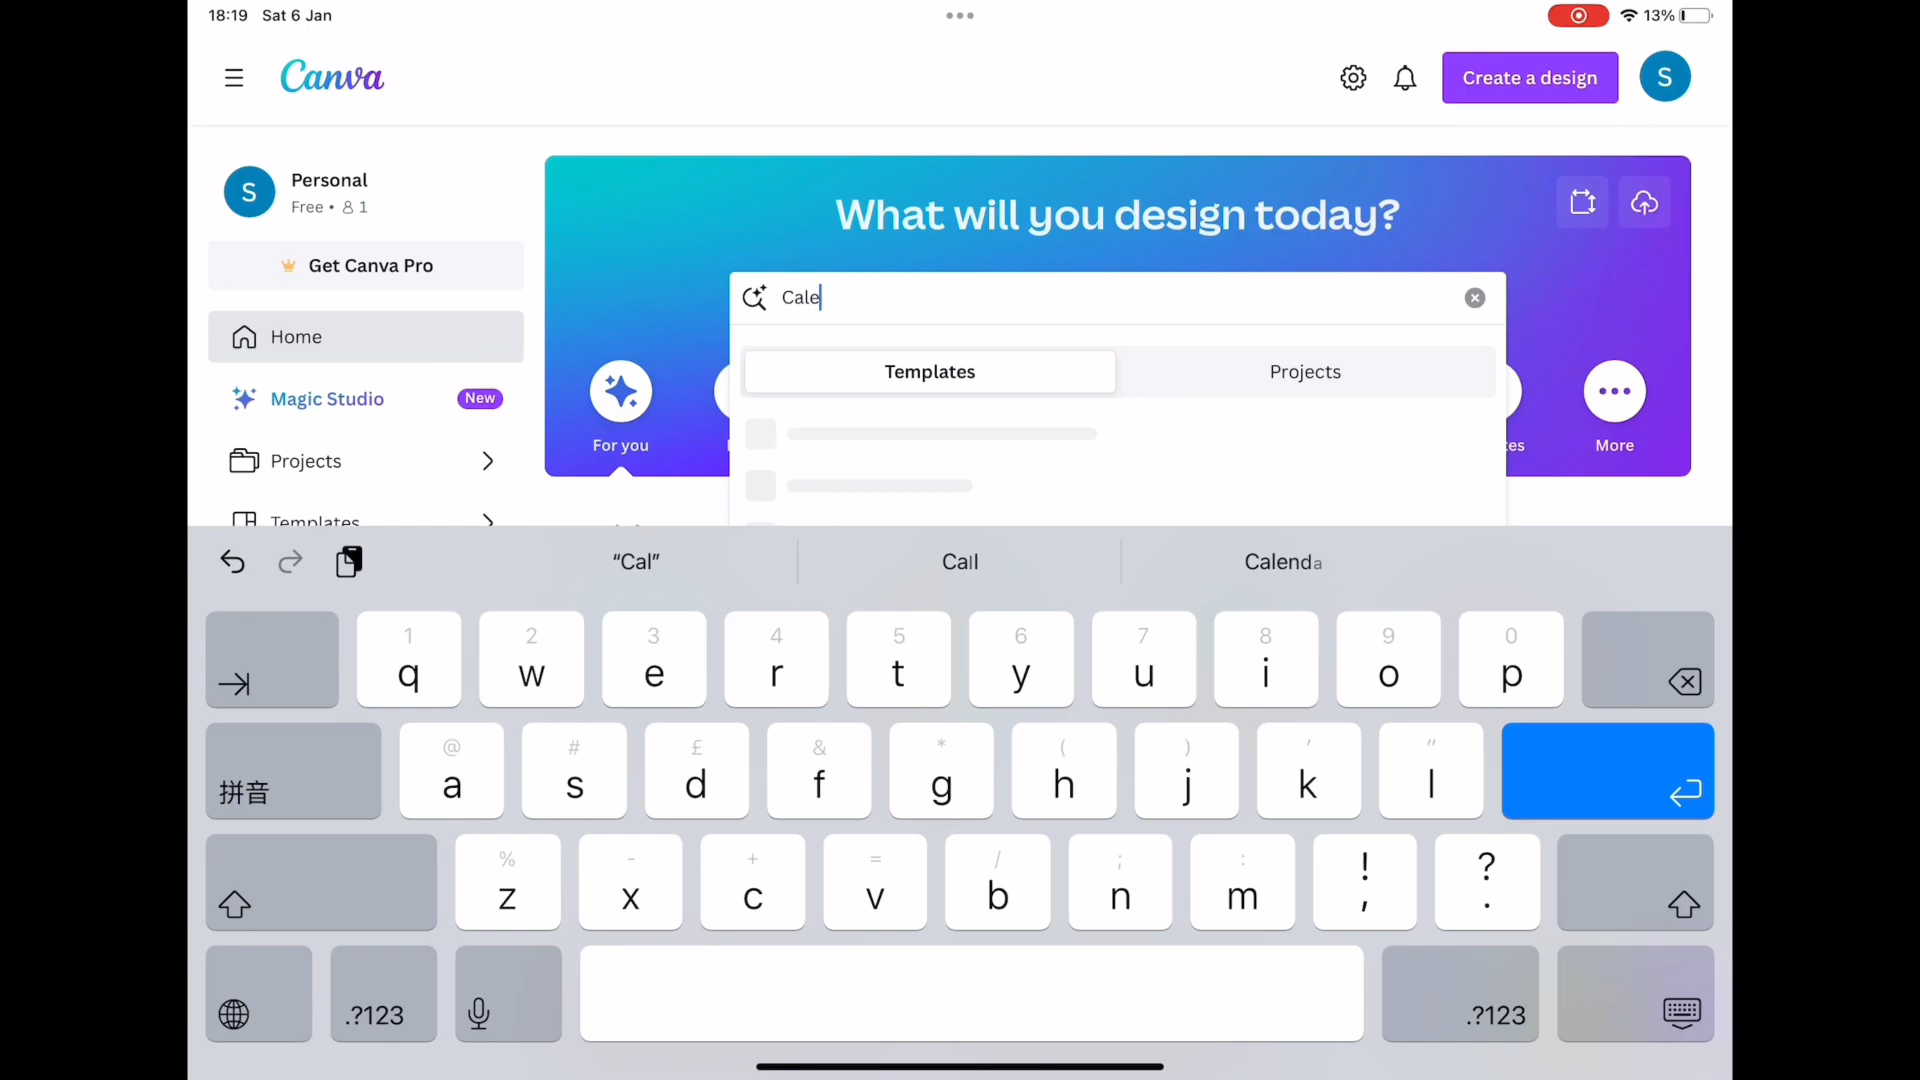 18:19 Sat 6 Jan
13%
Canva
Create a design
S
S
Personal
Free • 1
Get Canva Pro
Home
Magic Studio
New
Projects
Templates
What will you design today?
Cale
Templates
Projects
For you
More
“Cal”
Call
Calenda
1 2 3 4 5 6 7 8 9 0
q w e r t y u i o p
@ # £ & * ( ) ' "
拼音 a s d f g h j k l
% - + = / ; : ! ?
z x c v b n m , .
.?123
.?123